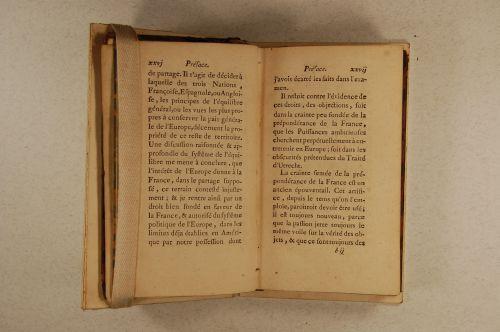 xxvj Préface.
de partage. Il s'agit de décider à
laquelle des trois Nations,
Françoise, Espagnole, ou Angloi-
se, les principes de l'équilibre
général, ou les vues les plus pro-
pres à conserver la paix géné-
rale de l'Europe, décernent la pro-
priété de ce reste de territoire.
Une discussion raisonnée &
approfondie du système de l'équi-
libre me mene à conclure, que
l'intérêt de l'Europe donne à la
France, dans le partage suppo-
sé, ce terrain contesté injuste-
ment; & je rentre ainsi par un
droit bien fondé en faveur de
la France, & autorisé du système
politique de l'Europe, dans les
limites déja établies en Améri-
que par notre possession dont
Préface. xxvij
j'avois écarté les faits dans l'exa-
men.
Il restoit contre l'évidence de
ces droits, des objections, soit
dans la crainte peu fondée de la
prépondérance de la France,
que les Puissances ambitieuses
cherchent perpétuellement à en-
tretenir en Europe; soit dans les
obscurités prétendues du Traité
d'Utrecht.
La crainte semée de la pré-
pondérance de la France est un
ancien épouventail. Cet artifi-
ce, depuis le tems qu'on l'em-
ploie, paroîtroit devoir être usé;
il est toujours nouveau, parce
que la passion jette toujours le
même voile sur la vérité des ob-
jets, & que ce sont toujours des
b ij